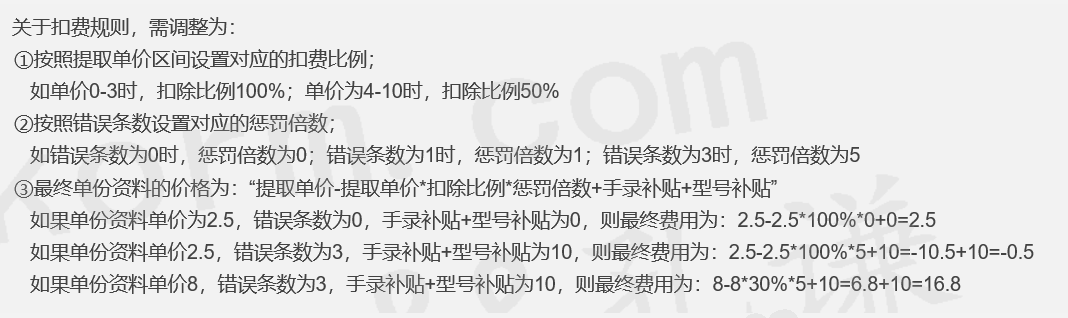 关于扣费规则，需调整为：
①按照提取单价区间设置对应的扣费比例；
如单价0-3时，扣除比例100%；单价为4-10时，扣除比例50%
②按照错误条数设置对应的惩罚倍数；
如错误条数为0时，惩罚倍数为0；错误条数为1时，惩罚倍数为1；错误条数为3时，惩罚倍数为5
③最终单份资料的价格为：“提取单价-提取单价*扣除比例*惩罚倍数+手录补贴+型号补贴”
如果单份资料单价为2.5，错误条数为0，手录补贴+型号补贴为0，则最终费用为：2.5-2.5*100%*0+0=2.5
如果单份资料单价2.5，错误条数为3，手录补贴+型号补贴为10，则最终费用为：2.5-2.5*100%*5+10=-10.5+10=-0.5
如果单份资料单价8，错误条数为3，手录补贴+型号补贴为10，则最终费用为：8-8*30%*5+10=6.8+10=16.8